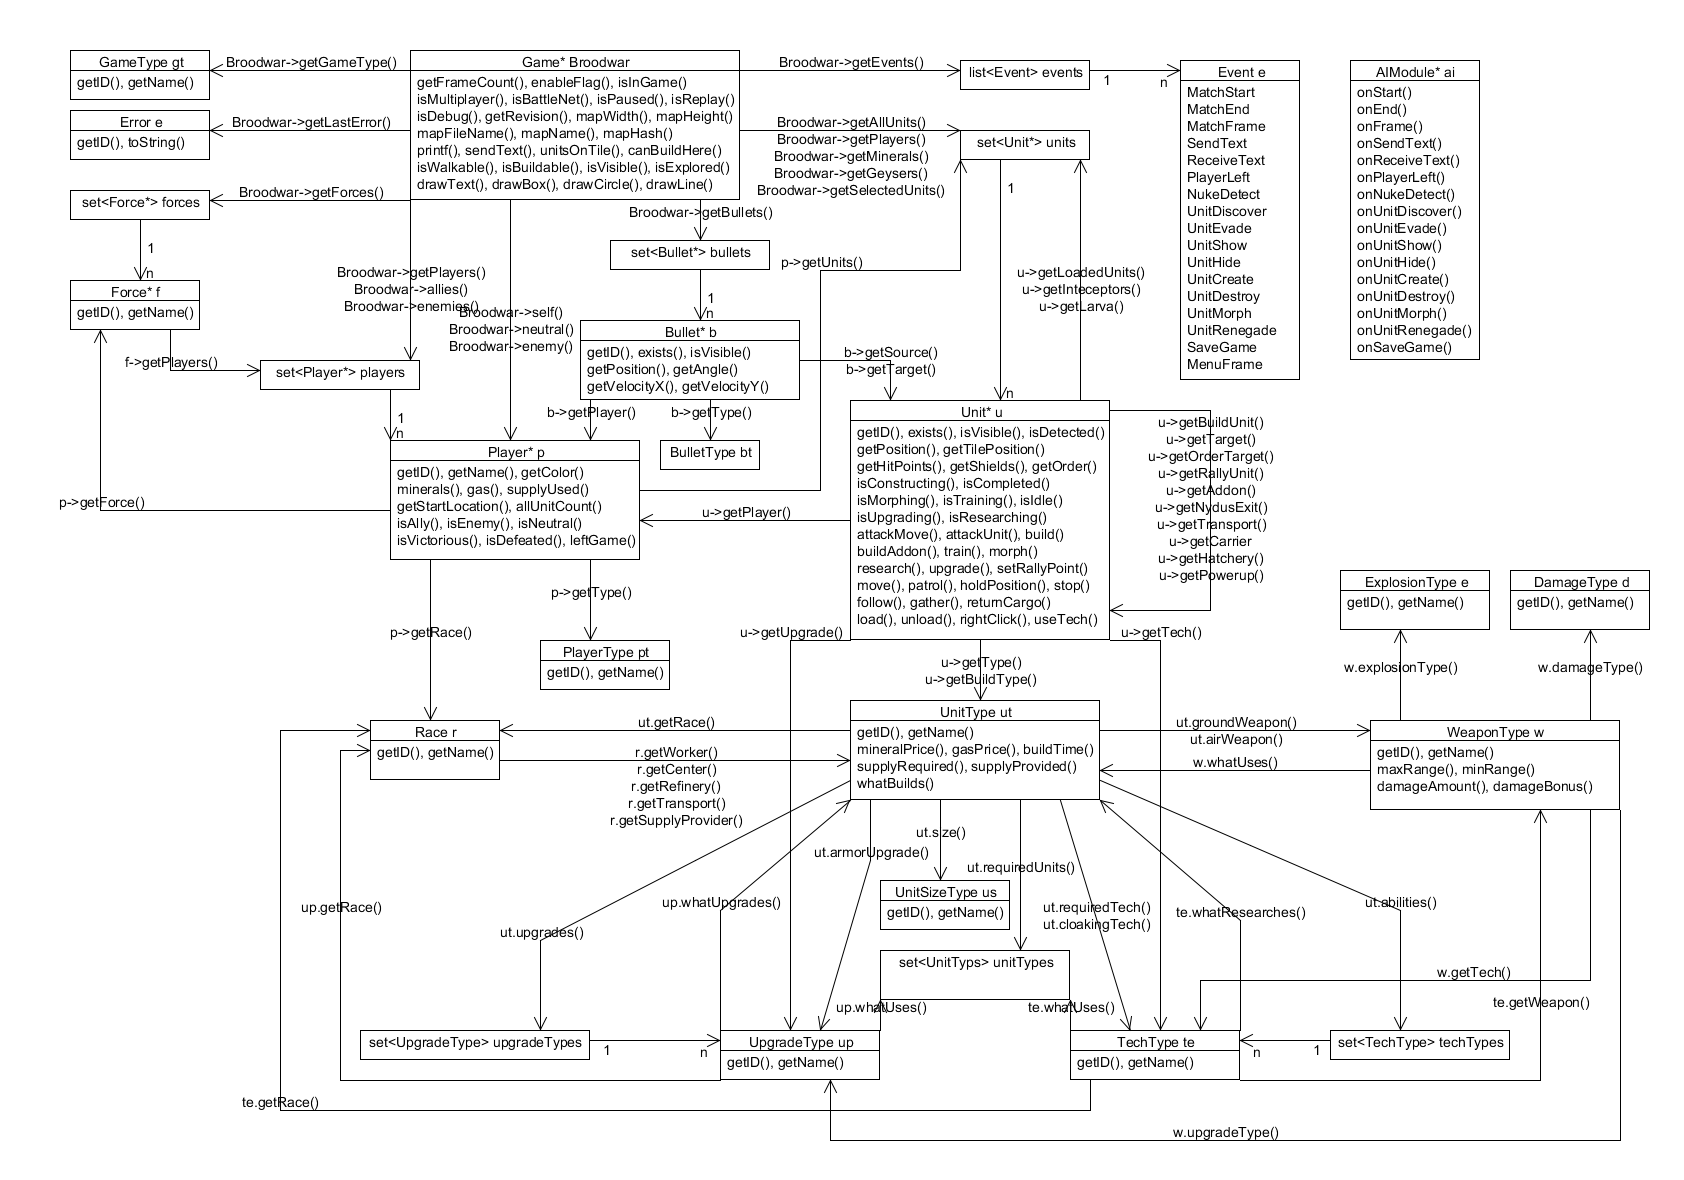 GameType gt
getID(), getName()
Broodwar->getGameType()
Error e
getID(), toString()
Broodwar->getLastError()
set<Force*> forces
Broodwar->getForces()
1
n
Force* f
getID(), getName()
f->getPlayers()
p->getForce()
Game* Broodwar
getFrameCount(), enableFlag(), isInGame()
isMultiplayer(), isBattleNet(), isPaused(), isReplay()
isDebug(), getRevision(), mapWidth(), mapHeight()
mapFileName(), mapName(), mapHash()
printf(), sendText(), unitsOnTile(), canBuildHere()
isWalkable(), isBuildable(), isVisible(), isExplored()
drawText(), drawBox(), drawCircle(), drawLine()
Broodwar->getEvents()
list<Event> events
1
n
Broodwar->getAllUnits()
Broodwar->getPlayers()
Broodwar->getMinerals()
Broodwar->getGeysers()
Broodwar->getSelectedUnits()
set<Unit*> units
1
n
Event e
MatchStart
MatchEnd
MatchFrame
SendText
ReceiveText
PlayerLeft
NukeDetect
UnitDiscover
UnitEvade
UnitShow
UnitHide
UnitCreate
UnitDestroy
UnitMorph
UnitRenegade
SaveGame
MenuFrame
AIModule* ai
onStart()
onEnd()
onFrame()
onSendText()
onReceiveText()
onPlayerLeft()
onNukeDetect()
onUnitDiscover()
onUnitEvade()
onUnitShow()
onUnitHide()
onUnitCreate()
onUnitDestroy()
onUnitMorph()
onUnitRenegade()
onSaveGame()
Broodwar->getBullets()
set<Bullet*> bullets
1
n
p->getUnits()
u->getLoadedUnits()
u->getInteceptors()
u->getLarva()
Broodwar->getPlayers()
Broodwar->allies()
Broodwar->enemies()
Broodwar->self()
Broodwar->neutral()
Broodwar->enemy()
set<Player*> players
1
n
Bullet* b
getID(), exists(), isVisible()
getPosition(), getAngle()
getVelocityX(), getVelocityY()
b->getSource()
b->getTarget()
b->getPlayer()
b->getType()
BulletType bt
Player* p
getID(), getName(), getColor()
minerals(), gas(), supplyUsed()
getStartLocation(), allUnitCount()
isAlly(), isEnemy(), isNeutral()
isVictorious(), isDefeated(), leftGame()
u->getPlayer()
Unit* u
getID(), exists(), isVisible(), isDetected()
getPosition(), getTilePosition()
getHitPoints(), getShields(), getOrder()
isConstructing(), isCompleted()
isMorphing(), isTraining(), isIdle()
isUpgrading(), isResearching()
attackMove(), attackUnit(), build()
buildAddon(), train(), morph()
research(), upgrade(), setRallyPoint()
move(), patrol(), holdPosition(), stop()
follow(), gather(), returnCargo()
load(), unload(), rightClick(), useTech()
u->getBuildUnit()
u->getTarget()
u->getOrderTarget()
u->getRallyUnit()
u->getAddon()
u->getNydusExit()
u->getTransport()
u->getCarrier
u->getHatchery()
u->getPowerup()
p->getType()
PlayerType pt
getID(), getName()
p->getRace()
u->getUpgrade()
u->getTech()
u->getType()
u->getBuildType()
ExplosionType e
getID(), getName()
DamageType d
getID(), getName()
w.explosionType()
w.damageType()
Race r
getID(), getName()
ut.getRace()
r.getWorker()
r.getCenter()
r.getRefinery()
r.getTransport()
r.getSupplyProvider()
UnitType ut
getID(), getName()
mineralPrice(), gasPrice(), buildTime()
supplyRequired(), supplyProvided()
whatBuilds()
ut.groundWeapon()
ut.airWeapon()
w.whatUses()
WeaponType w
getID(), getName()
maxRange(), minRange()
damageAmount(), damageBonus()
ut.size()
ut.armorUpgrade()
ut.requiredUnits()
UnitSizeType us
getID(), getName()
up.getRace()
up.whatUpgrades()
ut.upgrades()
ut.requiredTech()
ut.cloakingTech()
te.whatResearches()
ut.abilities()
set<UnitTyps> unitTypes
w.getTech()
te.getWeapon()
up.whatUses()
te.whatUses()
set<UpgradeType> upgradeTypes
1
n
UpgradeType up
getID(), getName()
TechType te
getID(), getName()
n
1
set<TechType> techTypes
te.getRace()
w.upgradeType()